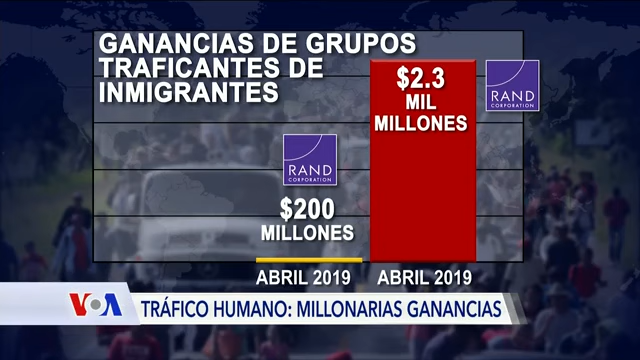 GANANCIAS DE GRUPOS
TRAFICANTES DE
INMIGRANTES
$2.3
MIL
MILLONES
RAND
CORPORATION
RAND
CORPORATION
$200
MILLONES
ABRIL 2019
ABRIL 2019
VOA
TRÁFICO HUMANO: MILLONARIAS GANANCIAS